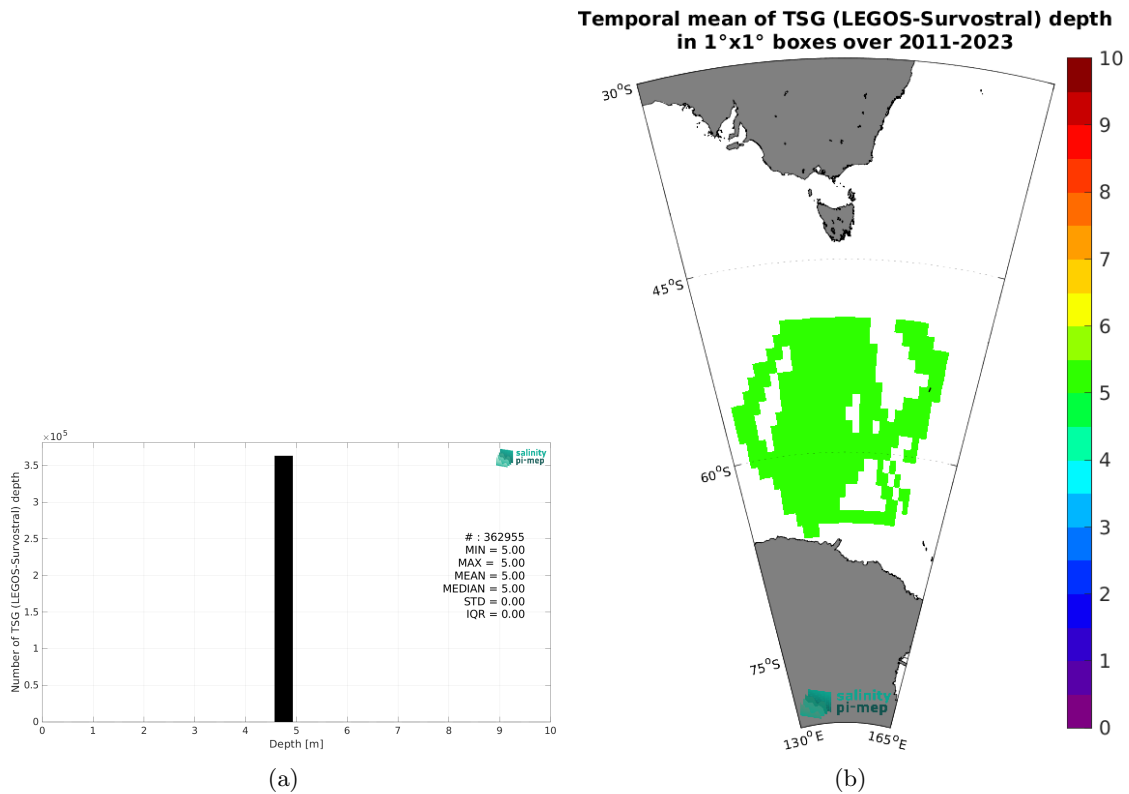 ×10⁵
Number of TSG (LEGOS-Survostral) depth
3.5
3
2.5
2
1.5
1
0.5
0
0 1 2 3 4 5 6 7 8 9 10
Depth [m]
salinity
pi-mep
# : 362955
MIN = 5.00
MAX = 5.00
MEAN = 5.00
MEDIAN = 5.00
STD = 0.00
IQR = 0.00
(a)
Temporal mean of TSG (LEGOS-Survostral) depth
in 1°x1° boxes over 2011-2023
30°S
45°S
60°S
75°S
130°E 165°E
salinity
pi-mep
10
9
8
7
6
5
4
3
2
1
0
(b)